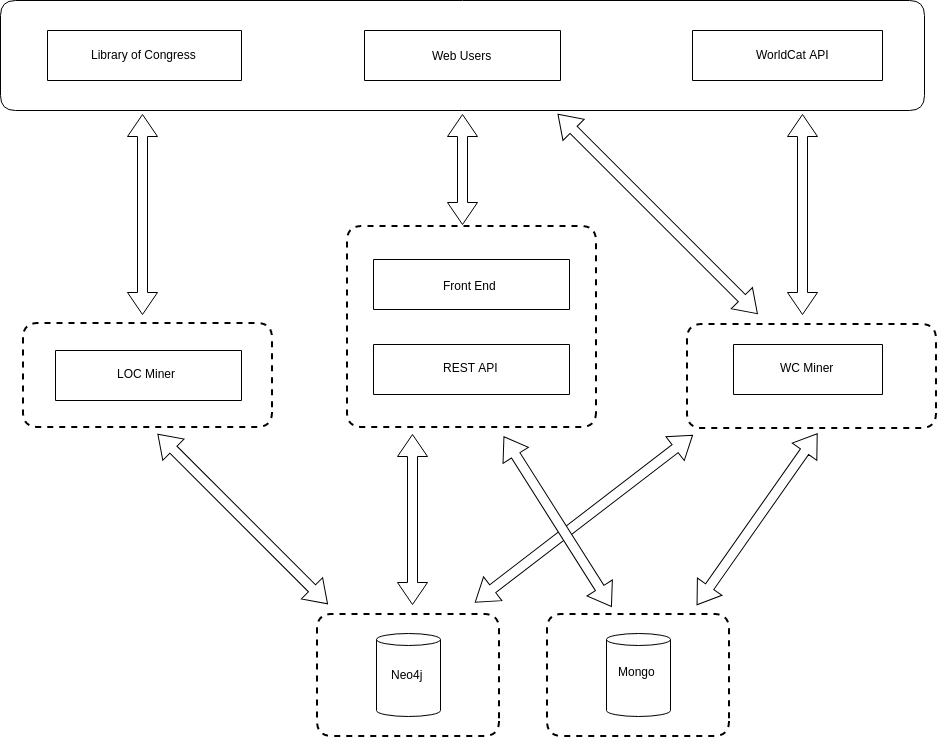 Library of Congress
Web Users
WorldCat API
Front End
REST API
LOC Miner
WC Miner
Neo4j
Mongo